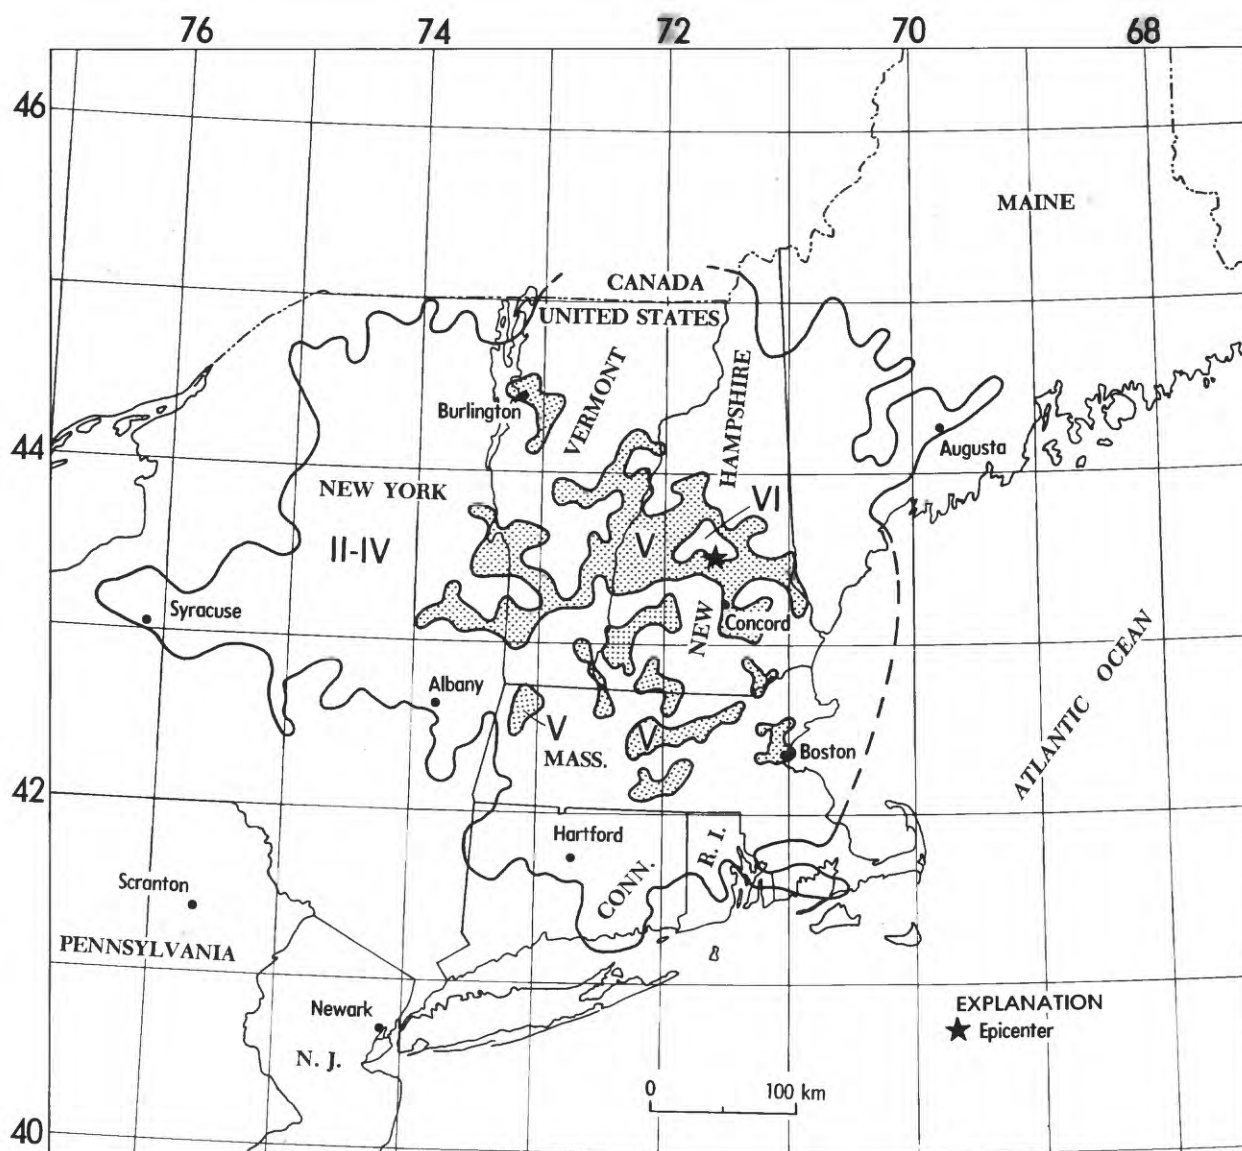 76 74 72 70 68
46
MAINE
CANADA
UNITED STATES
VERMONT
HAMPSHIRE
Burlington
44
Augusta
NEW YORK
VI
II-IV
V
Syracuse
NEW
Concord
Albany
ATLANTIC OCEAN
V
V
MASS.
Boston
42
Hartford
R. I.
CONN.
Scranton
PENNSYLVANIA
Newark
EXPLANATION
Epicenter
N. J.
0 100 km
40